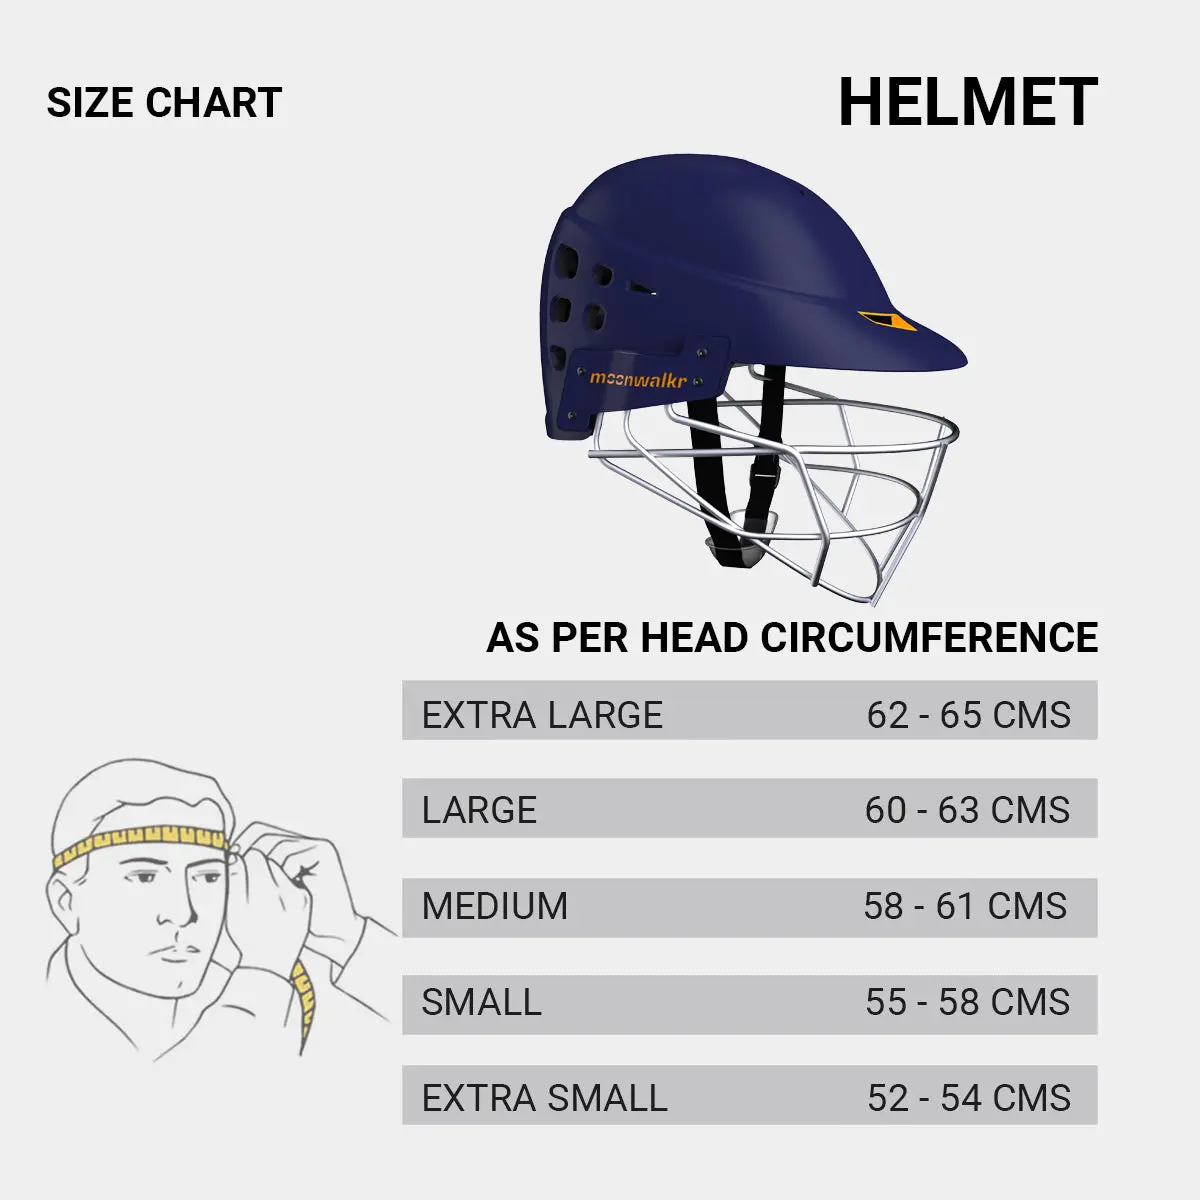 SIZE CHART
HELMET
moonwalkr
AS PER HEAD CIRCUMFERENCE
EXTRA LARGE 62 - 65 CMS
LARGE 60 - 63 CMS
MEDIUM 58 - 61 CMS
SMALL 55 - 58 CMS
EXTRA SMALL 52 - 54 CMS